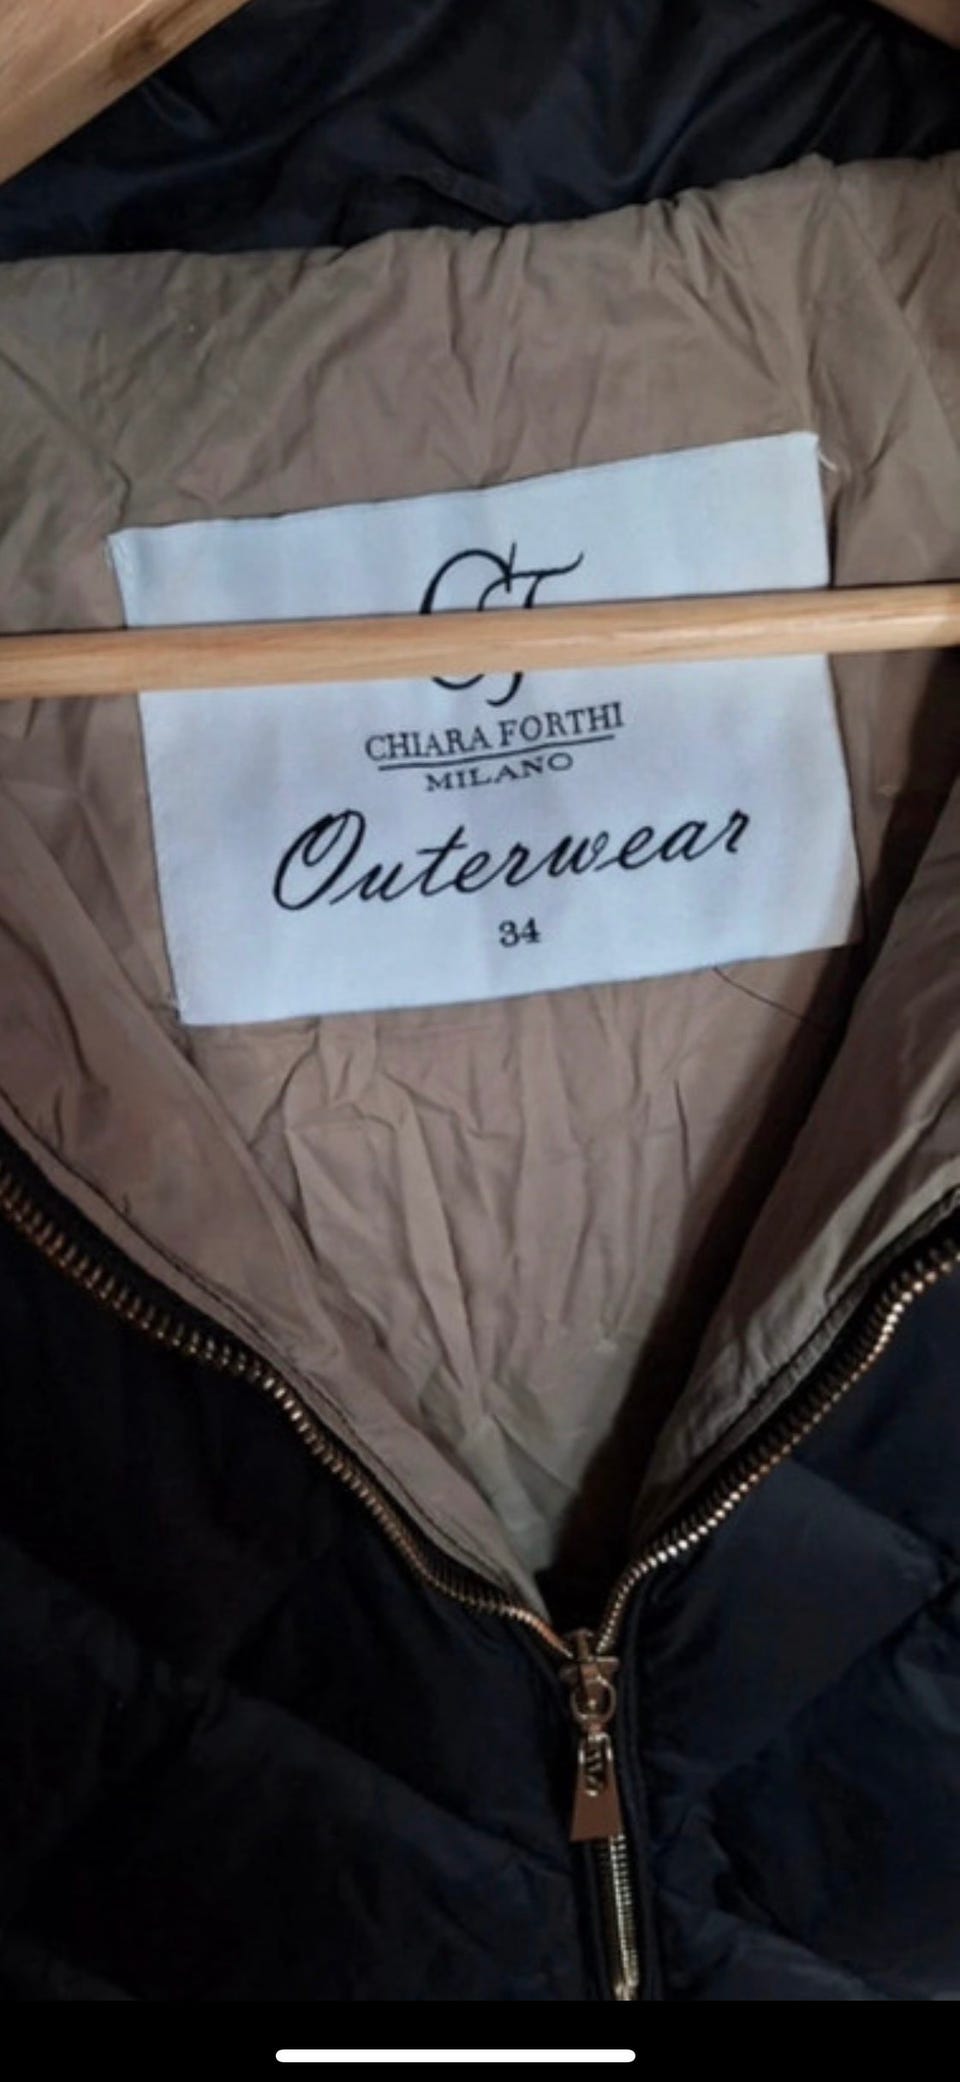 CF
CHIARA FORTHI
MILANO
Outerwear
34